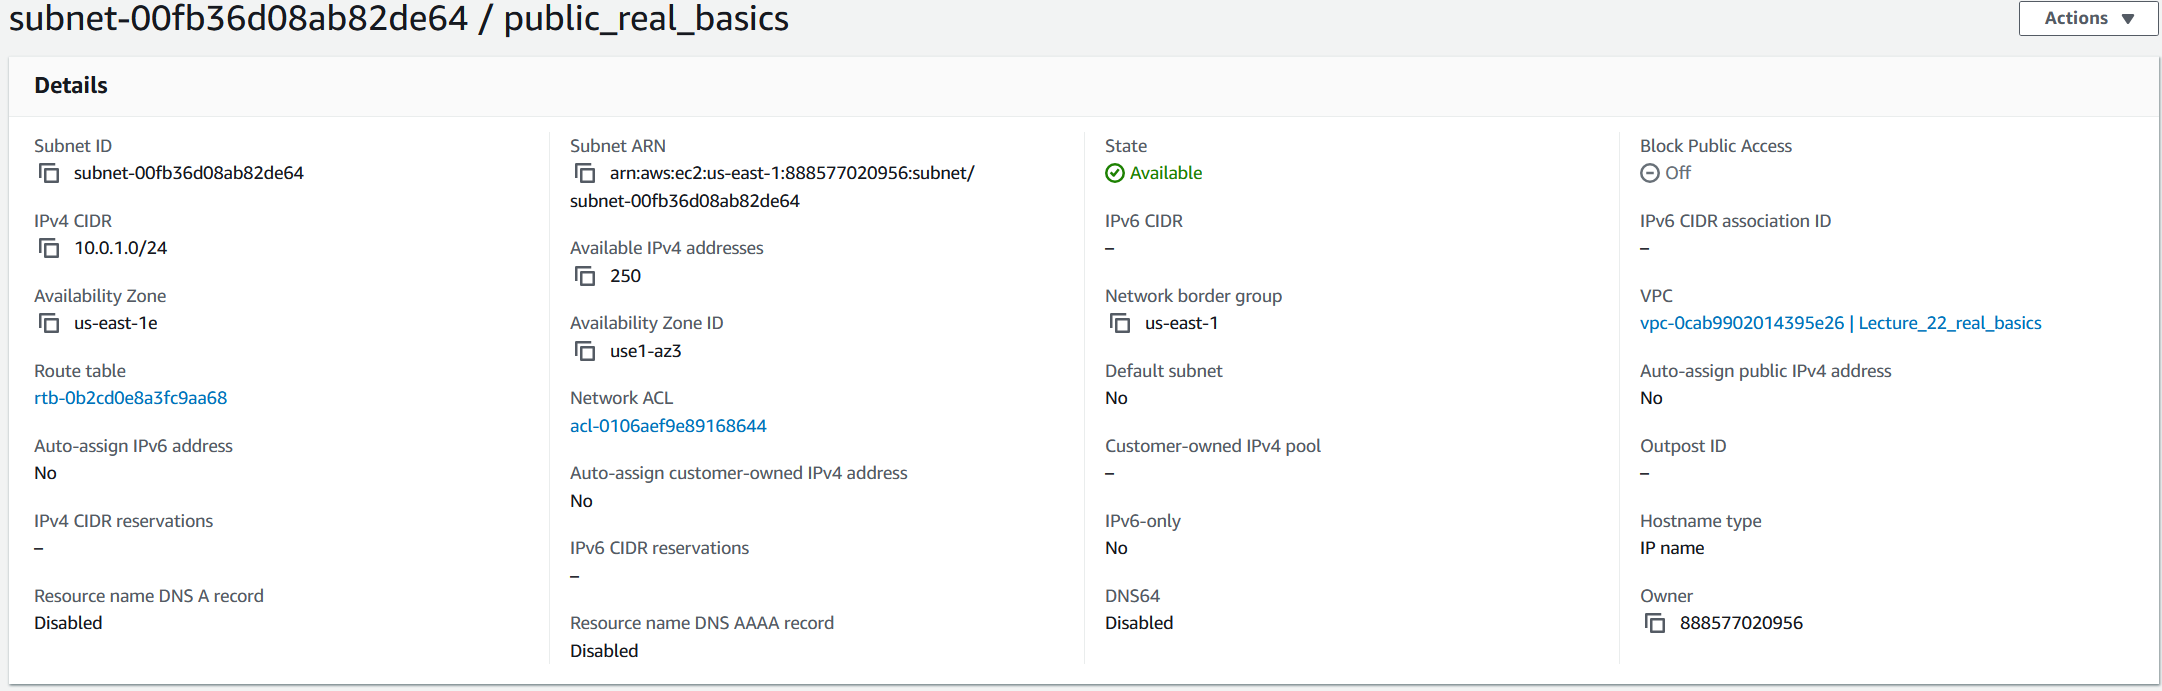 subnet-00fb36d08ab82de64 / public_real_basics
Actions
Details
Subnet ID
subnet-00fb36d08ab82de64
IPv4 CIDR
10.0.1.0/24
Availability Zone
us-east-1e
Route table
rtb-0b2cd0e8a3fc9aa68
Auto-assign IPv6 address
No
IPv4 CIDR reservations
–
Resource name DNS A record
Disabled
Subnet ARN
arn:aws:ec2:us-east-1:888577020956:subnet/
subnet-00fb36d08ab82de64
Available IPv4 addresses
250
Availability Zone ID
use1-az3
Network ACL
acl-0106aef9e89168644
Auto-assign customer-owned IPv4 address
No
IPv6 CIDR reservations
–
Resource name DNS AAAA record
Disabled
State
Available
IPv6 CIDR
–
Network border group
us-east-1
Default subnet
No
Customer-owned IPv4 pool
–
IPv6-only
No
DNS64
Disabled
Block Public Access
Off
IPv6 CIDR association ID
–
VPC
vpc-0cab9902014395e26 | Lecture_22_real_basics
Auto-assign public IPv4 address
No
Outpost ID
–
Hostname type
IP name
Owner
888577020956